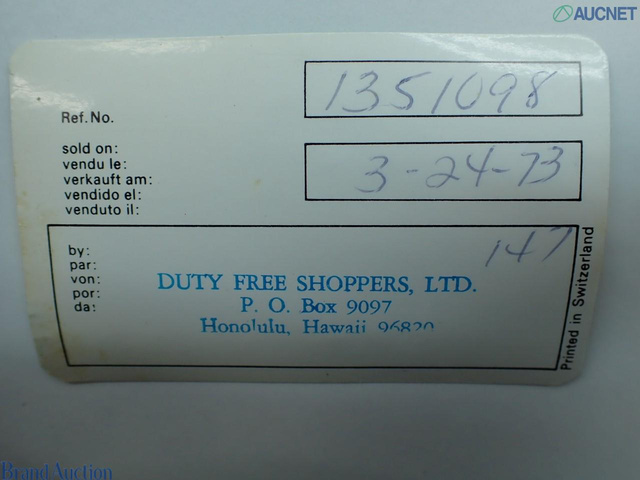 AUCNET
Ref. No. 1351098
sold on:
vendu le:
verkauft am: 3-24-73
vendido el:
venduto il:
by: 147
par:
von:
por:
da:
DUTY FREE SHOPPERS, LTD.
P. O. Box 9097
Honolulu, Hawaii 96820
Printed in Switzerland
Brand Auction